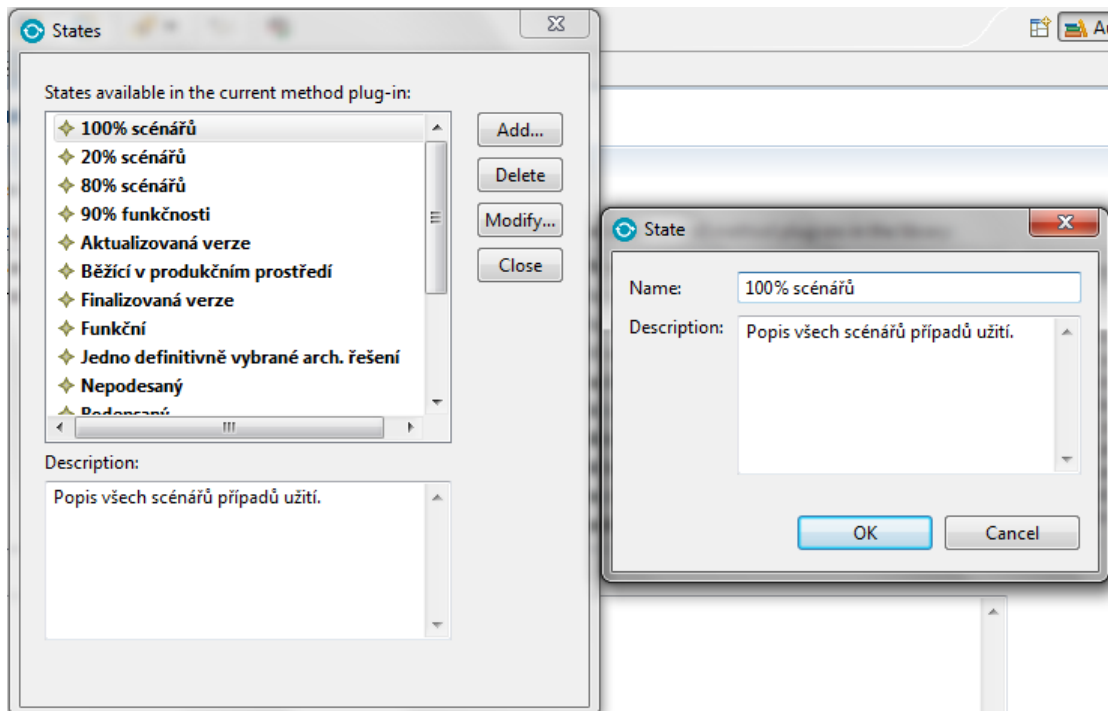 States
States available in the current method plug-in:
100% scénářů
20% scénářů
80% scénářů
90% funkčnosti
Aktualizovaná verze
Běžící v produkčním prostředí
Finalizovaná verze
Funkční
Jedno definitivně vybrané arch. řešení
Nepodesaný
Podepsaný
Add...
Delete
Modify...
Close
Description:
Popis všech scénářů případů užití.
State
Name:
100% scénářů
Description:
Popis všech scénářů případů užití.
OK
Cancel